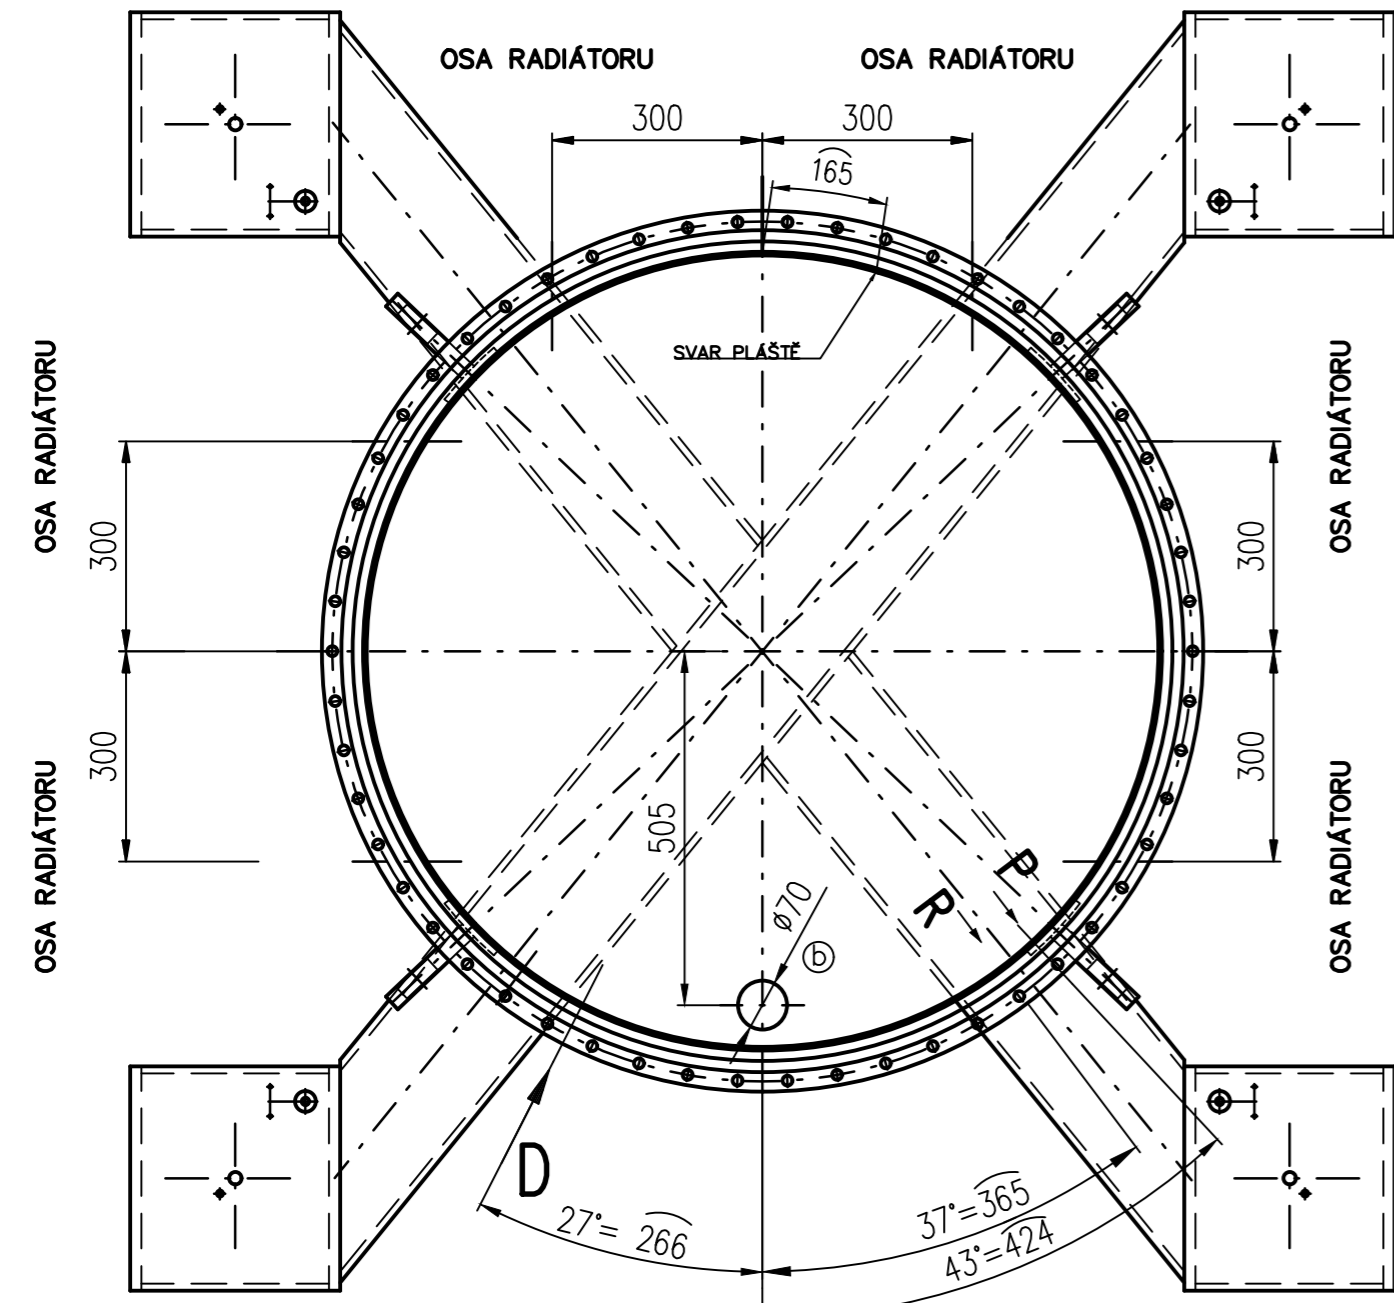 OSA RADIÁTORU
OSA RADIÁTORU
300
300
165
SVAR PLÁŠTĚ
OSA RADIÁTORU
OSA RADIÁTORU
300
300
300
300
505
ø70
b
P
R
OSA RADIÁTORU
OSA RADIÁTORU
D
27°= 266
37°=365
43°=424